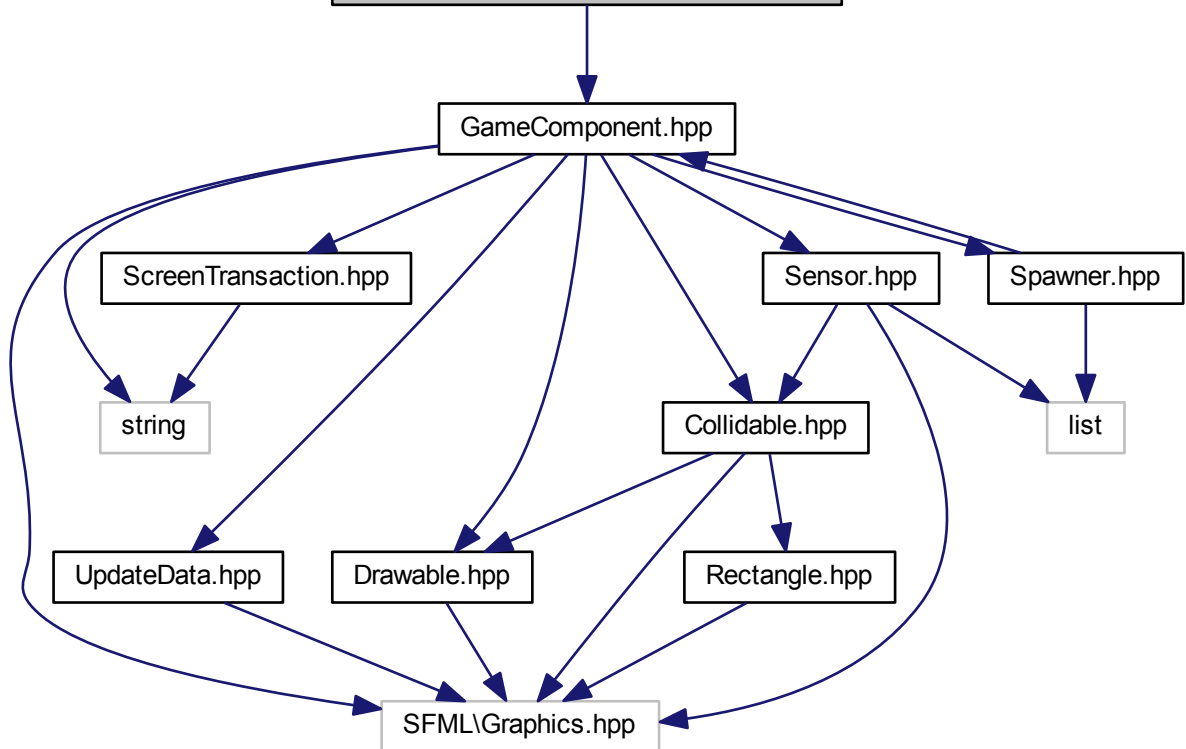 GameComponent.hpp
ScreenTransaction.hpp
Sensor.hpp
Spawner.hpp
string
Collidable.hpp
list
UpdateData.hpp
Drawable.hpp
Rectangle.hpp
SFML\Graphics.hpp